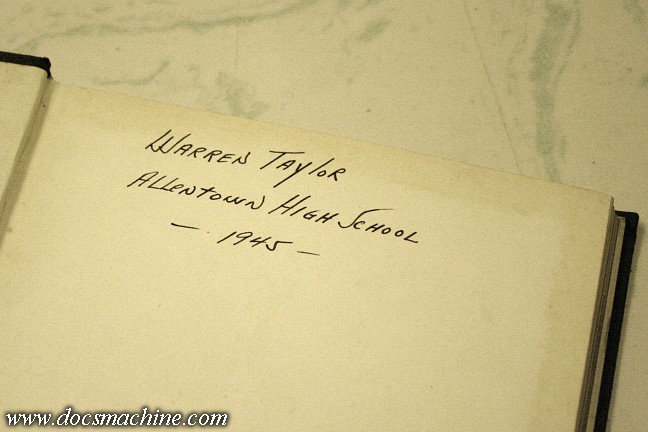 Warren Taylor
Allentown High School
- 1945 -
www.docsmachine.com